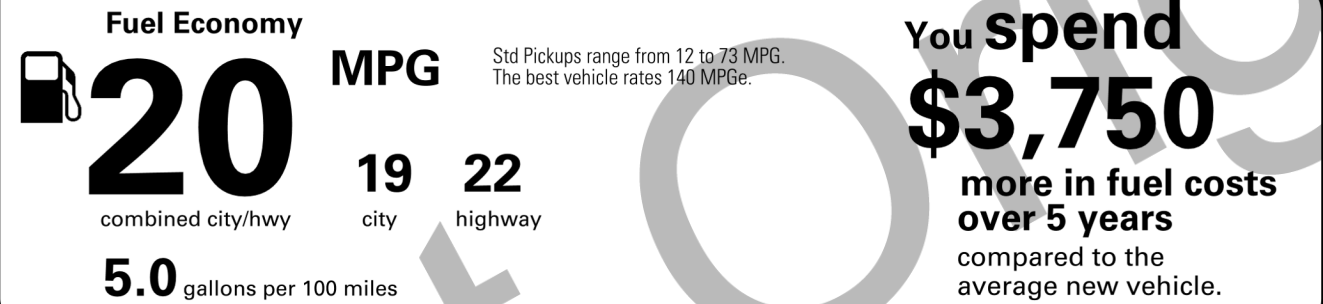 Fuel Economy
20
combined city/hwy
MPG
19 22
city highway
5.0 gallons per 100 miles
Std Pickups range from 12 to 73 MPG.
The best vehicle rates 140 MPGe.
You spend
$3,750
more in fuel costs
over 5 years
compared to the
average new vehicle.